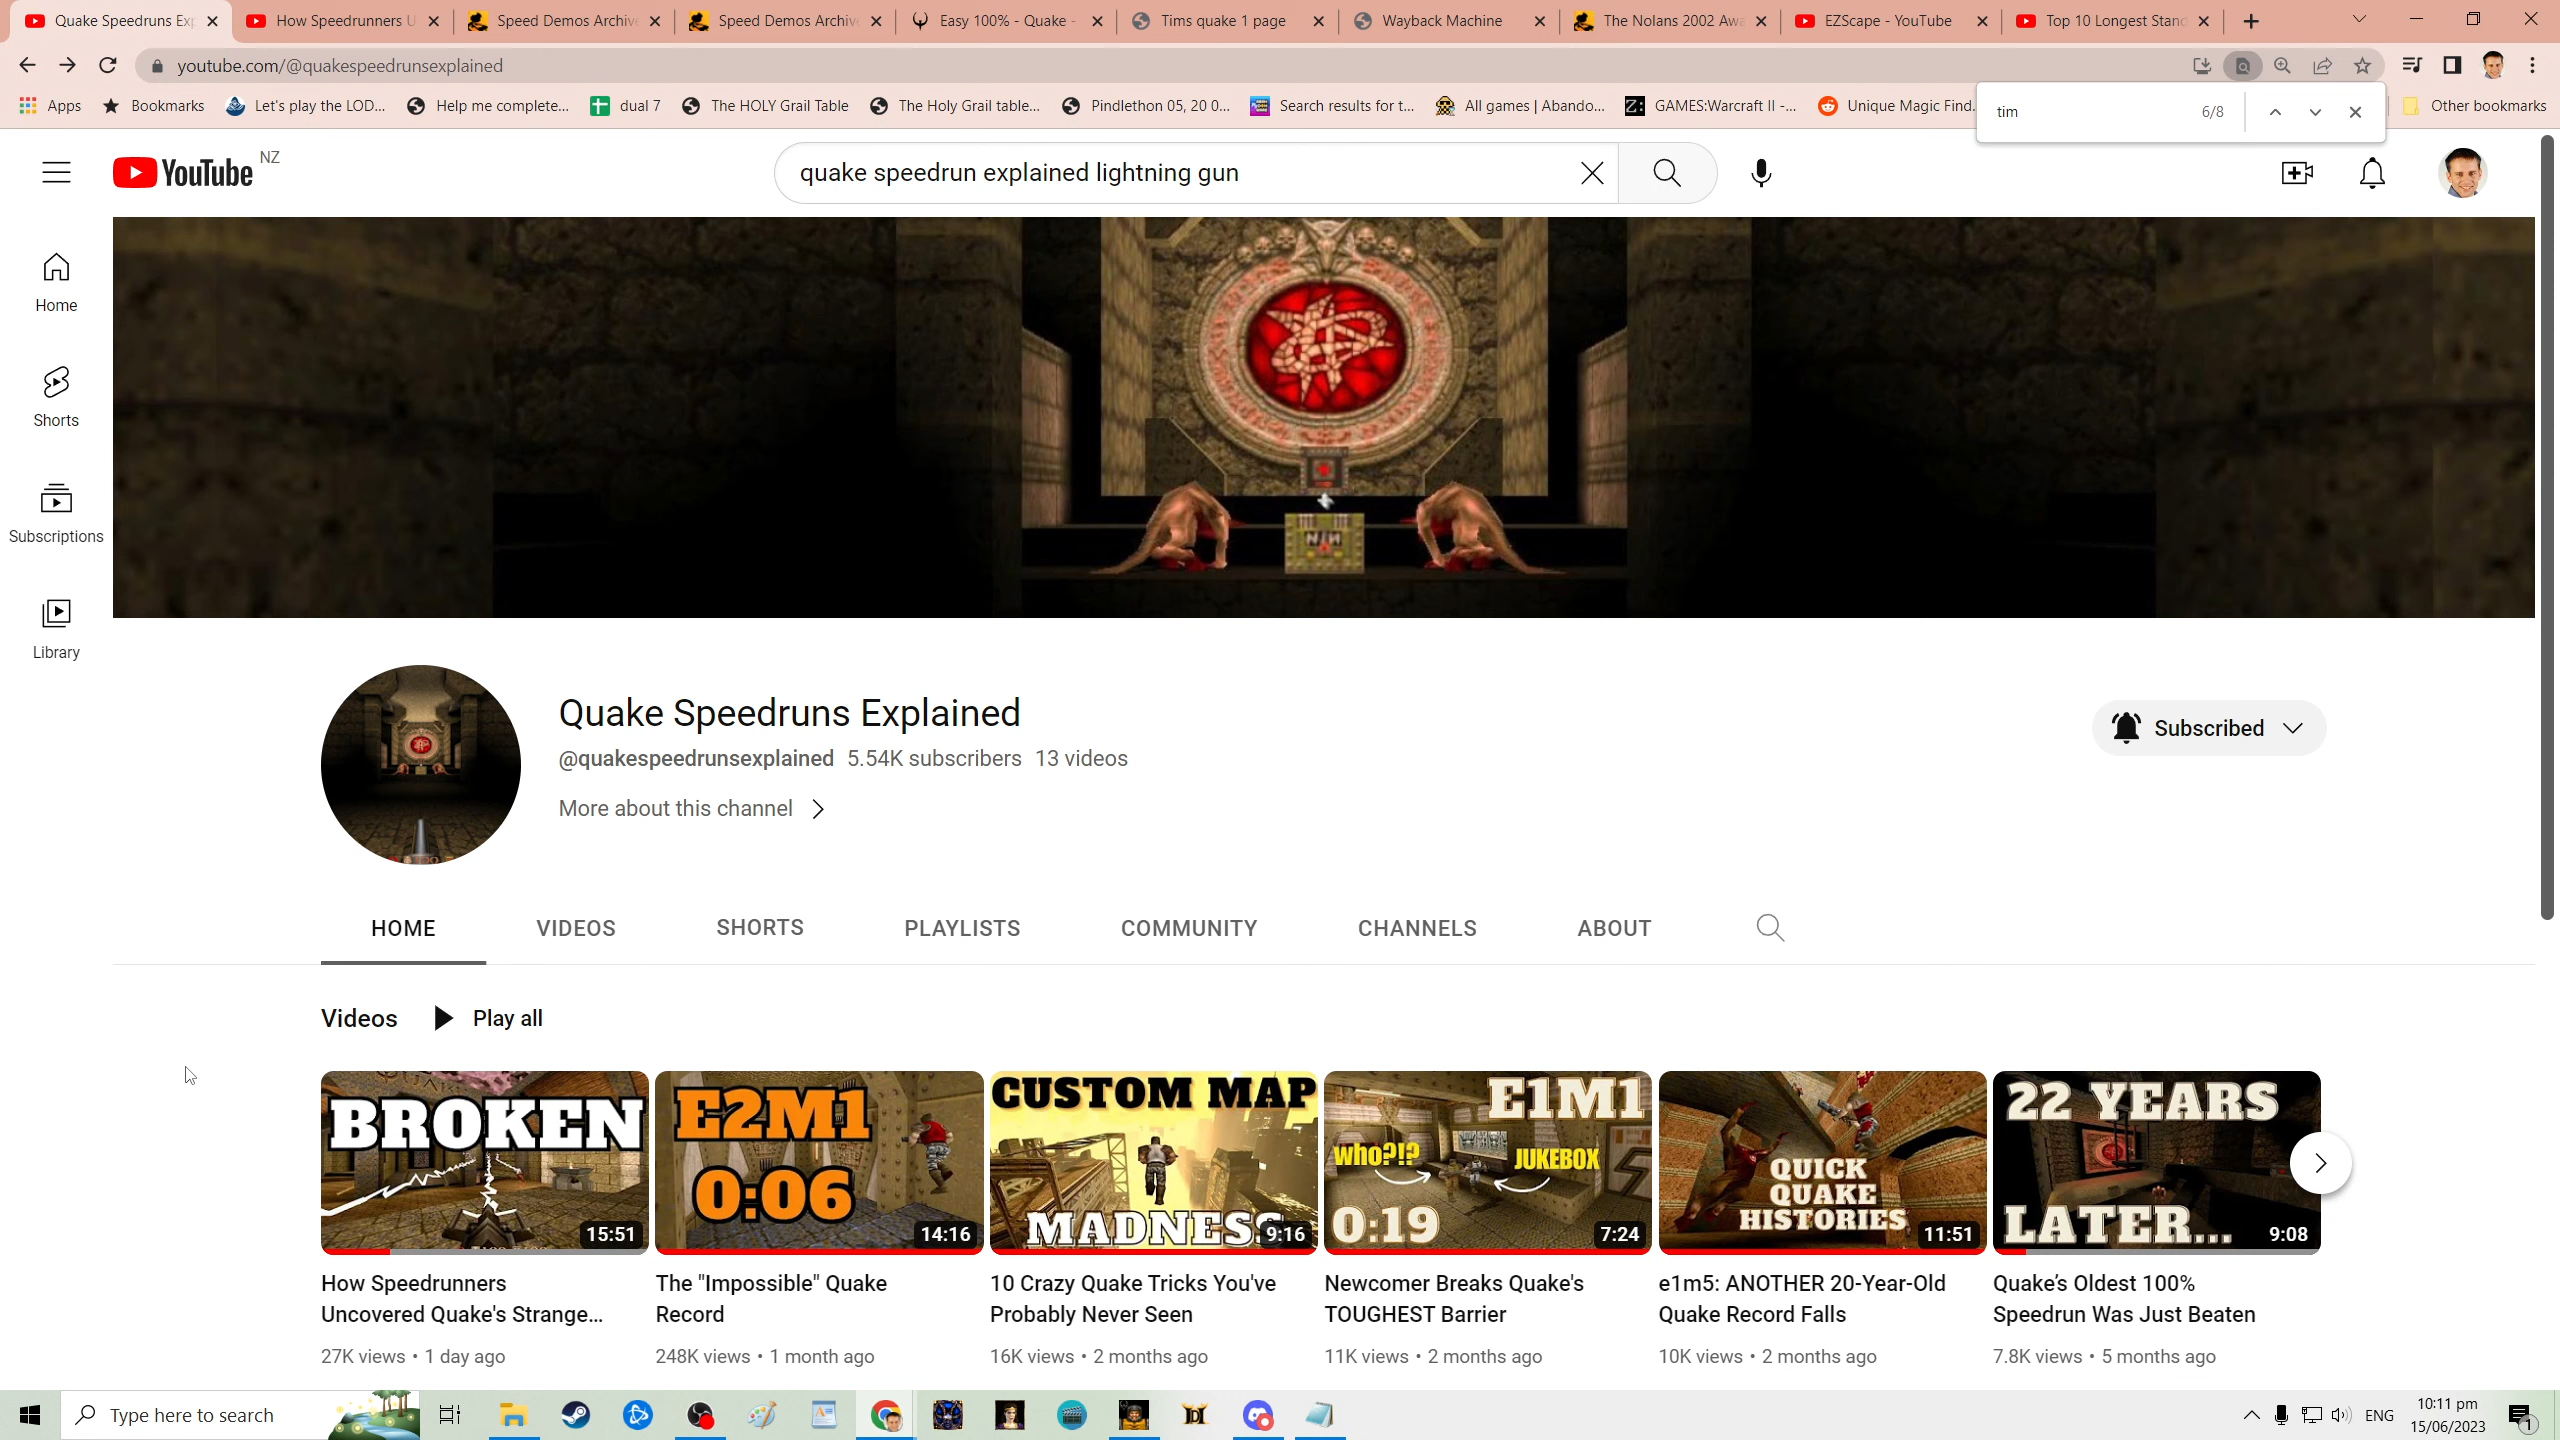 Quake Speedruns Exp
How Speedrunners U
Speed Demos Archive
Speed Demos Archive
Easy 100% - Quake -
Tims quake 1 page
Wayback Machine
The Nolans 2002 Awa
EZScape - YouTube
Top 10 Longest Stand
youtube.com/@quakespeedrunsexplained
Apps
Bookmarks
Let's play the LOD...
Help me complete...
dual 7
The HOLY Grail Table
The Holy Grail table...
Pindlethon 05, 20 0...
Search results for t...
All games | Abando...
GAMES:Warcraft II -...
Unique Magic Find.
Other bookmarks
tim
6/8
YouTube NZ
quake speedrun explained lightning gun
Home
Shorts
Subscriptions
Library
Quake Speedruns Explained
@quakespeedrunsexplained 5.54K subscribers 13 videos
More about this channel
Subscribed
HOME VIDEOS SHORTS PLAYLISTS COMMUNITY CHANNELS ABOUT
Videos Play all
BROKEN
15:51
E2M1
0:06
14:16
CUSTOM MAP
MADNESS
9:16
E1M1
who?!?
JUKEBOX
0:19
7:24
QUICK
QUAKE
HISTORIES
11:51
22 YEARS
LATER...
9:08
How Speedrunners
Uncovered Quake's Strange...
27K views • 1 day ago
The "Impossible" Quake
Record
248K views • 1 month ago
10 Crazy Quake Tricks You've
Probably Never Seen
16K views • 2 months ago
Newcomer Breaks Quake's
TOUGHEST Barrier
11K views • 2 months ago
e1m5: ANOTHER 20-Year-Old
Quake Record Falls
10K views • 2 months ago
Quake's Oldest 100%
Speedrun Was Just Beaten
7.8K views • 5 months ago
Type here to search
ENG
10:11 pm
15/06/2023
1